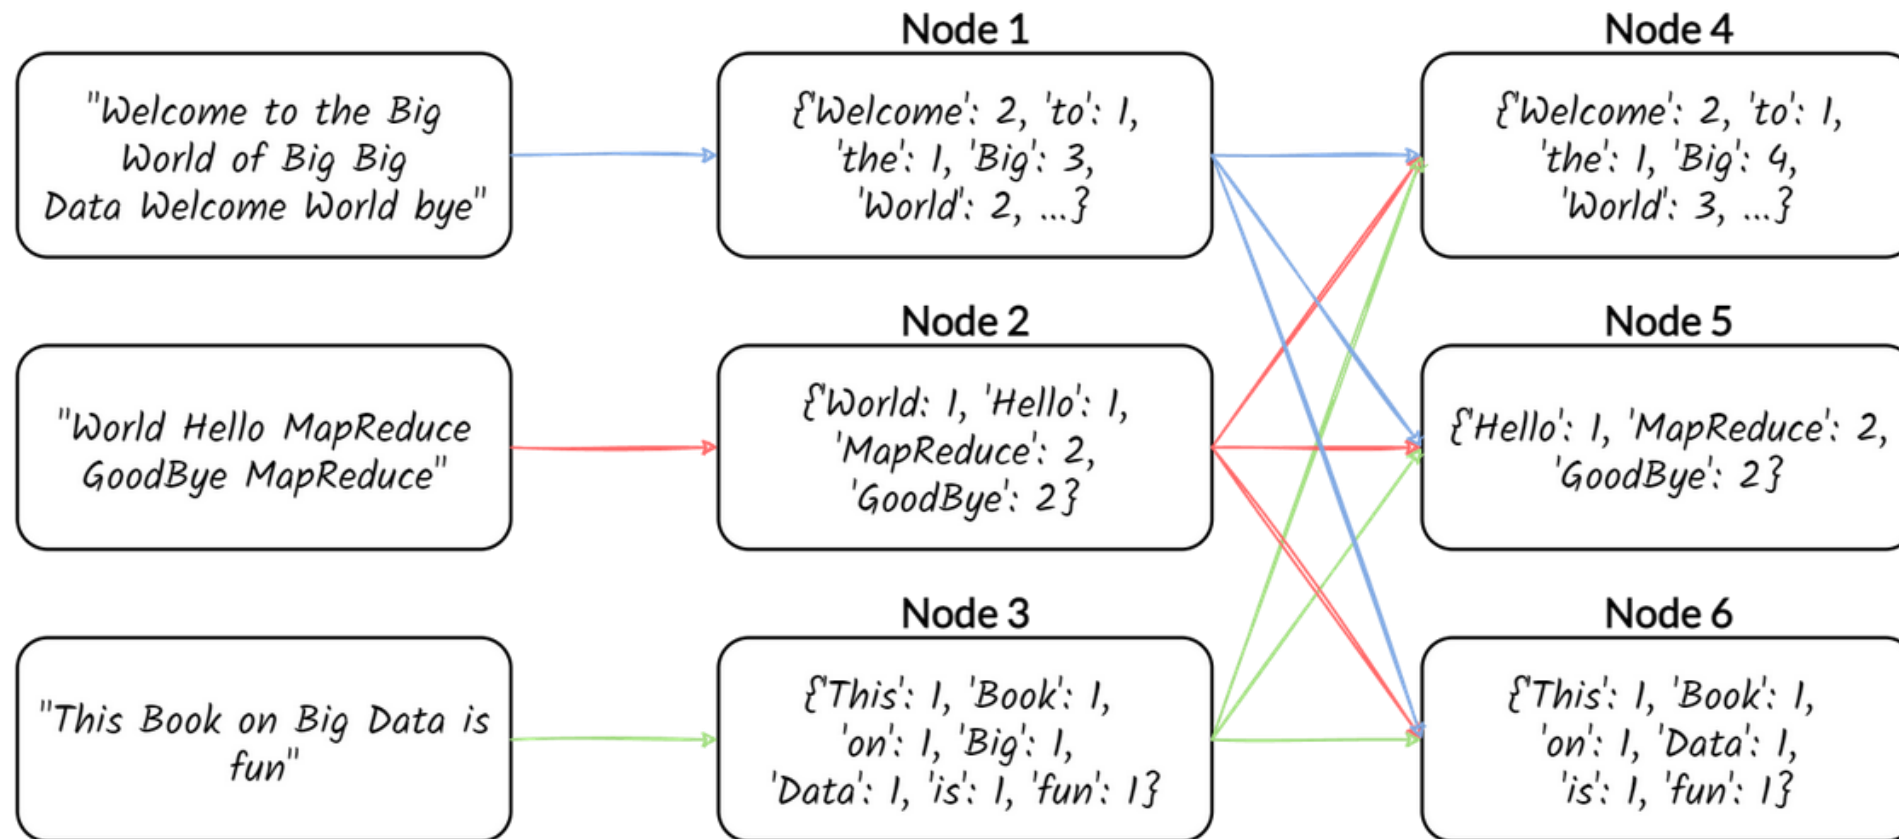 Node 1
Node 4
"Welcome to the Big
World of Big Big
Data Welcome World bye"
{'Welcome': 2, 'to': 1,
'the': 1, 'Big': 3,
'World': 2, ...}
{'Welcome': 2, 'to': 1,
'the': 1, 'Big': 4,
'World': 3, ...}
Node 2
Node 5
"World Hello MapReduce
GoodBye MapReduce"
{'World: 1, 'Hello': 1,
'MapReduce': 2,
'GoodBye': 2}
{'Hello': 1, 'MapReduce': 2,
'GoodBye': 2}
Node 3
Node 6
"This Book on Big Data is
fun"
{'This': 1, 'Book': 1,
'on': 1, 'Big': 1,
'Data': 1, 'is': 1, 'fun': 1}
{'This': 1, 'Book': 1,
'on': 1, 'Data': 1,
'is': 1, 'fun': 1}